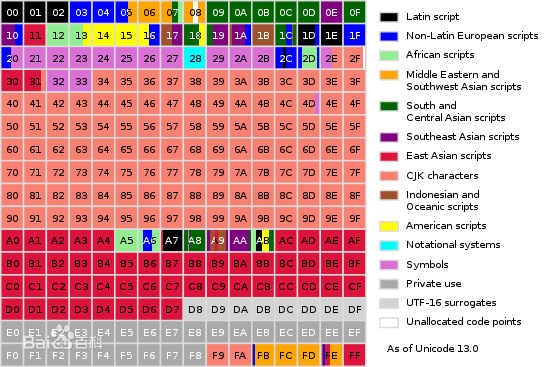 00 01 02 03 04 05 06 07 08 09 0A 0B 0C 0D 0E 0F
10 11 12 13 14 15 16 17 18 19 1A 1B 1C 1D 1E 1F
20 21 22 23 24 25 26 27 28 29 2A 2B 2C 2D 2E 2F
30 31 32 33 34 35 36 37 38 39 3A 3B 3C 3D 3E 3F
40 41 42 43 44 45 46 47 48 49 4A 4B 4C 4D 4E 4F
50 51 52 53 54 55 56 57 58 59 5A 5B 5C 5D 5E 5F
60 61 62 63 64 65 66 67 68 69 6A 6B 6C 6D 6E 6F
70 71 72 73 74 75 76 77 78 79 7A 7B 7C 7D 7E 7F
80 81 82 83 84 85 86 87 88 89 8A 8B 8C 8D 8E 8F
90 91 92 93 94 95 96 97 98 99 9A 9B 9C 9D 9E 9F
A0 A1 A2 A3 A4 A5 A6 A7 A8 A9 AA AB AC AD AE AF
B0 B1 B2 B3 B4 B5 B6 B7 B8 B9 BA BB BC BD BE BF
C0 C1 C2 C3 C4 C5 C6 C7 C8 C9 CA CB CC CD CE CF
D0 D1 D2 D3 D4 D5 D6 D7 D8 D9 DA DB DC DD DE DF
E0 E1 E2 E3 E4 E5 E6 E7 E8 E9 EA EB EC ED EE EF
F0 F1 F2 F3 F4 F5 F6 F7 F8 F9 FA FB FC FD FE FF
Bai百科
Latin script
Non-Latin European scripts
African scripts
Middle Eastern and
Southwest Asian scripts
South and
Central Asian scripts
Southeast Asian scripts
East Asian scripts
CJK characters
Indonesian and
Oceanic scripts
American scripts
Notational systems
Symbols
Private use
UTF-16 surrogates
Unallocated code points
As of Unicode 13.0